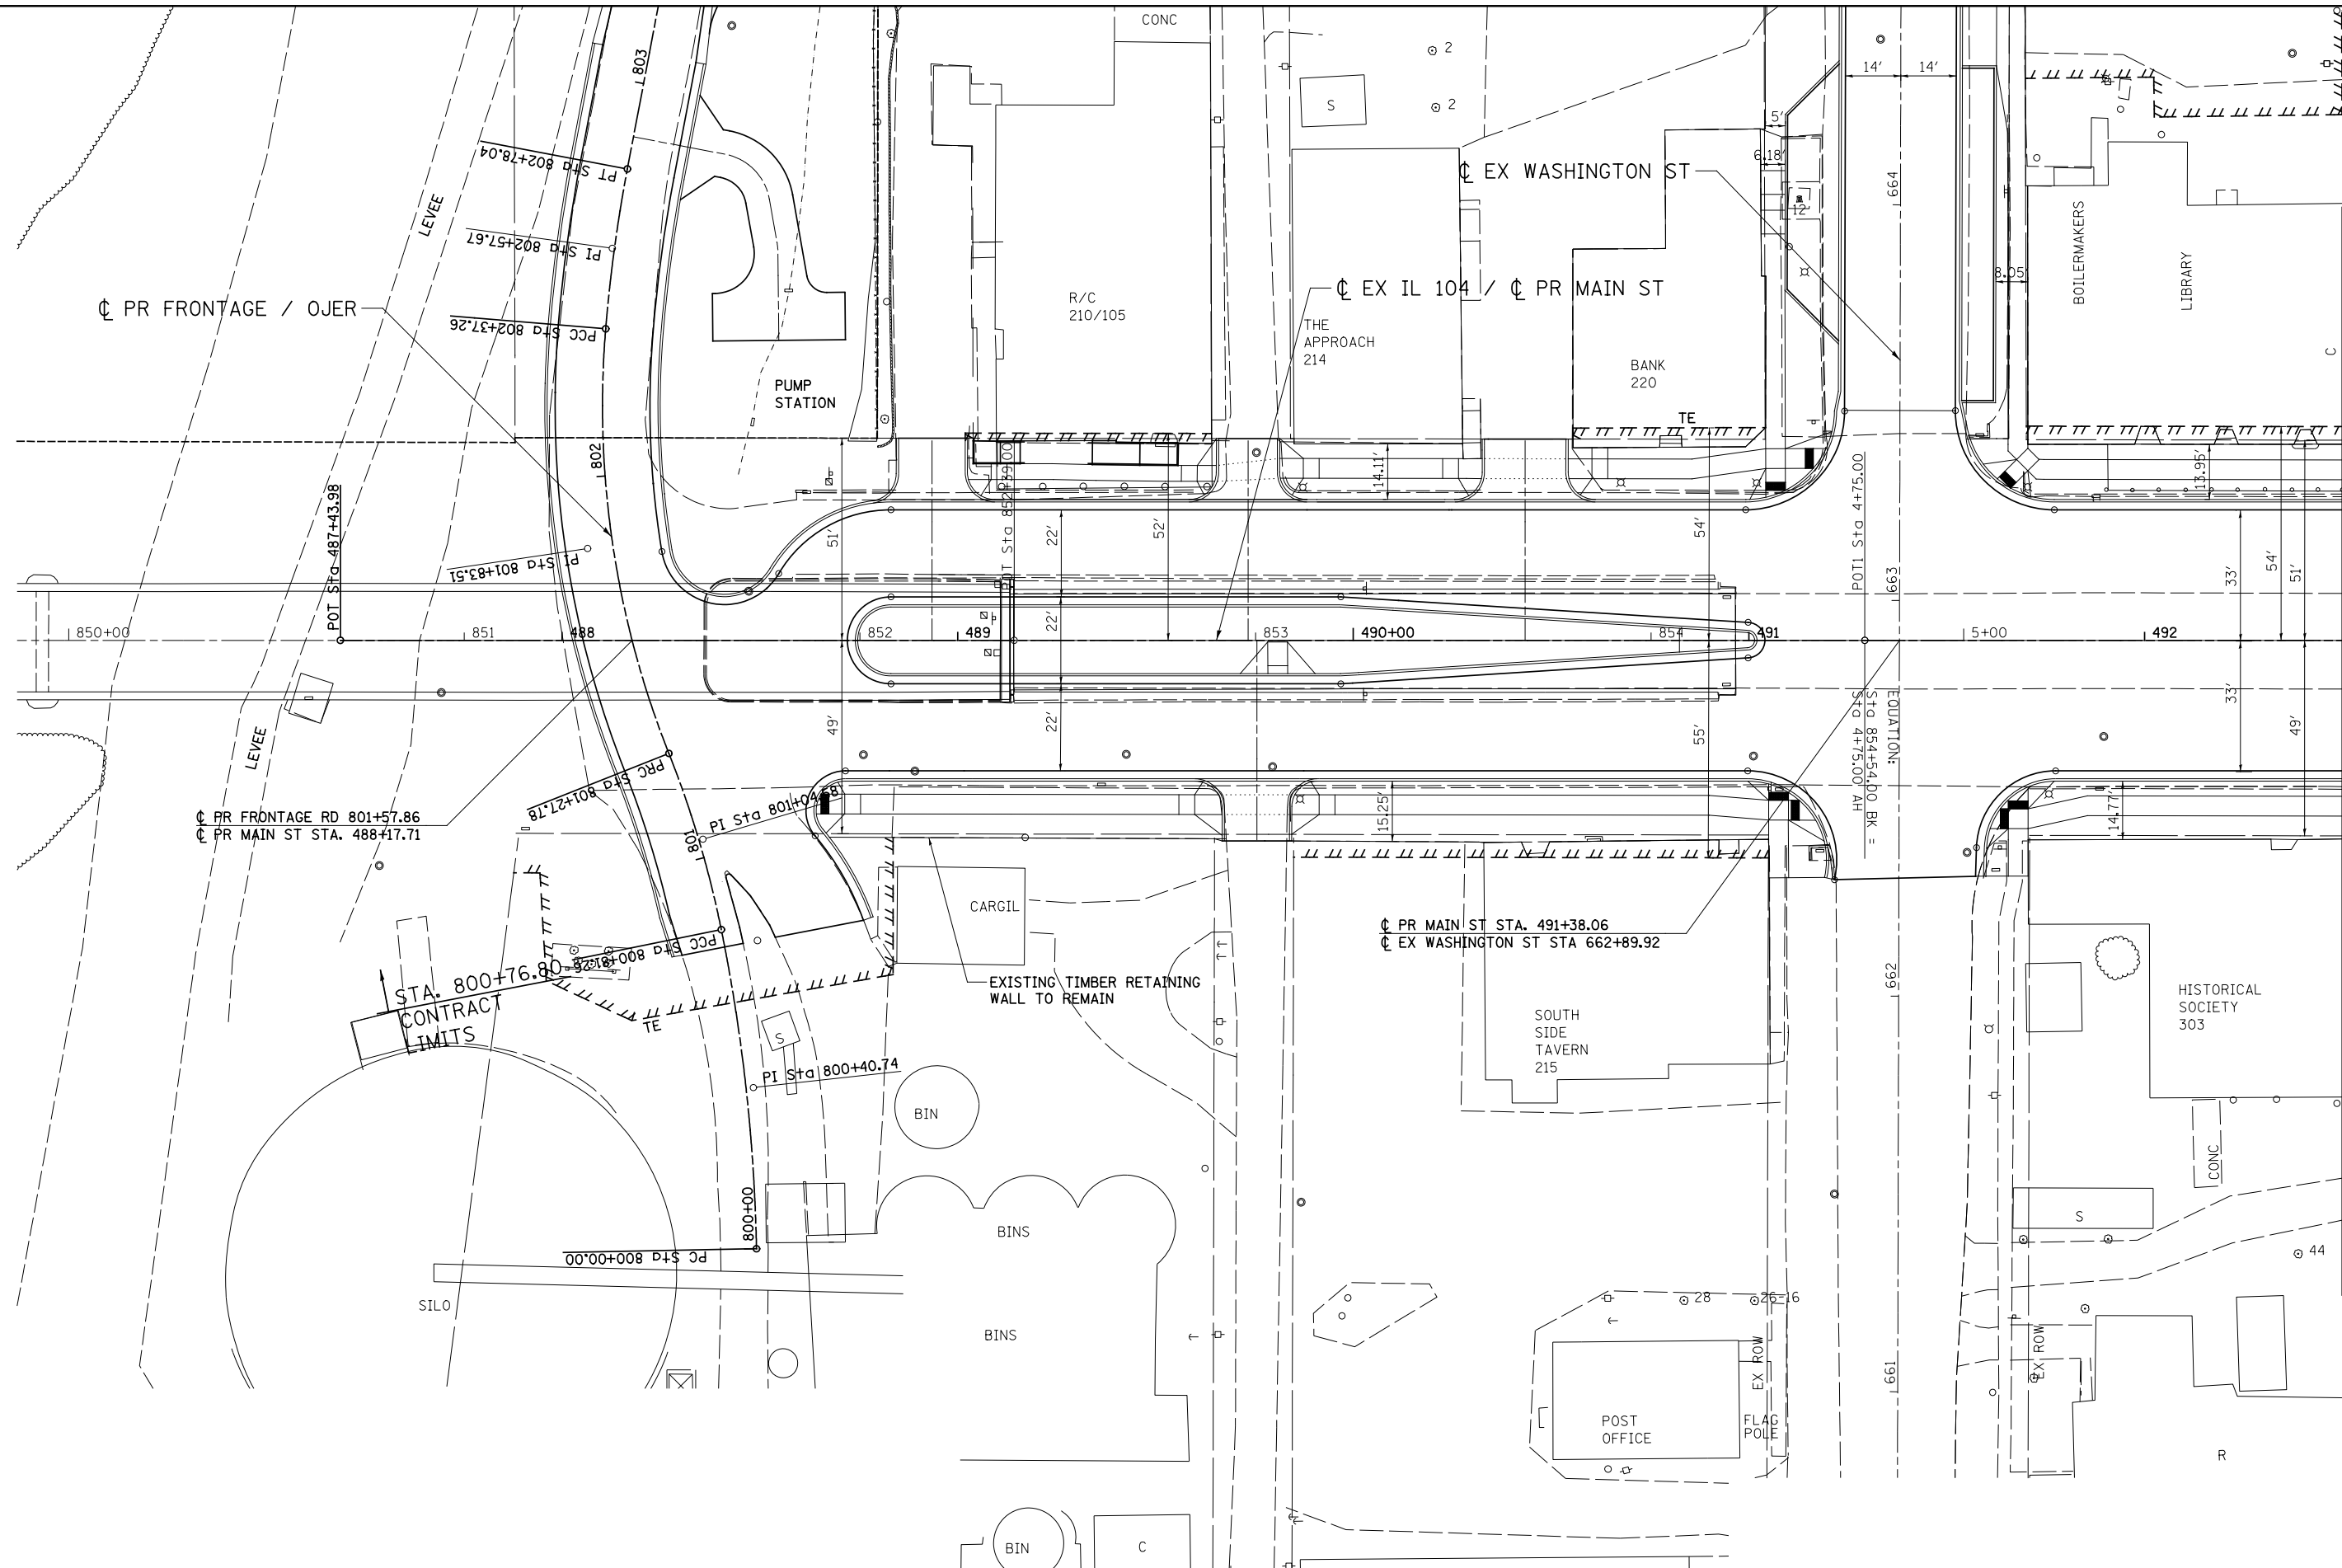 CONC
803
2
2
S
14'
14'
5'
6.18'
12
PT Sta 802+78.04
℄ EX WASHINGTON ST
664
LEVEE
PI Sta 802+57.67
8.05'
BOILERMAKERS
LIBRARY
C
℄ PR FRONTAGE / OJER
PCC Sta 802+37.26
R/C
210/105
℄ EX IL 104 / ℄ PR MAIN ST
THE
APPROACH
214
BANK
220
PUMP
STATION
TE
802
14.11'
13.95'
POT Sta 487+43.98
51'
22'
52'
54'
POT1 Sta 4+75.00
663
33'
54'
51'
PI Sta 801+83.51
850+00
851
488
852
489
22'
853
490+00
854
491
5+00
492
49'
22'
55'
EQUATION:
Sta 854+54.00 BK =
Sta 4+75.00 AH
33'
49'
LEVEE
PRC Sta 801+27.78
℄ PR FRONTAGE RD 801+57.86
℄ PR MAIN ST STA. 488+17.71
801
PI Sta 801+04.68
15.25'
14.77'
CARGIL
℄ PR MAIN ST STA. 491+38.06
℄ EX WASHINGTON ST STA 662+89.92
PCC Sta 800+81.26
STA. 800+76.80
CONTRACT
LIMITS
TE
EXISTING TIMBER RETAINING
WALL TO REMAIN
662
HISTORICAL
SOCIETY
303
SOUTH
SIDE
TAVERN
215
S
PI Sta 800+40.74
BIN
CONC
800+00
BINS
S
PC Sta 800+00.00
44
SILO
28
26-16
BINS
EX ROW
661
EX ROW
POST
OFFICE
FLAG
POLE
R
BIN
C